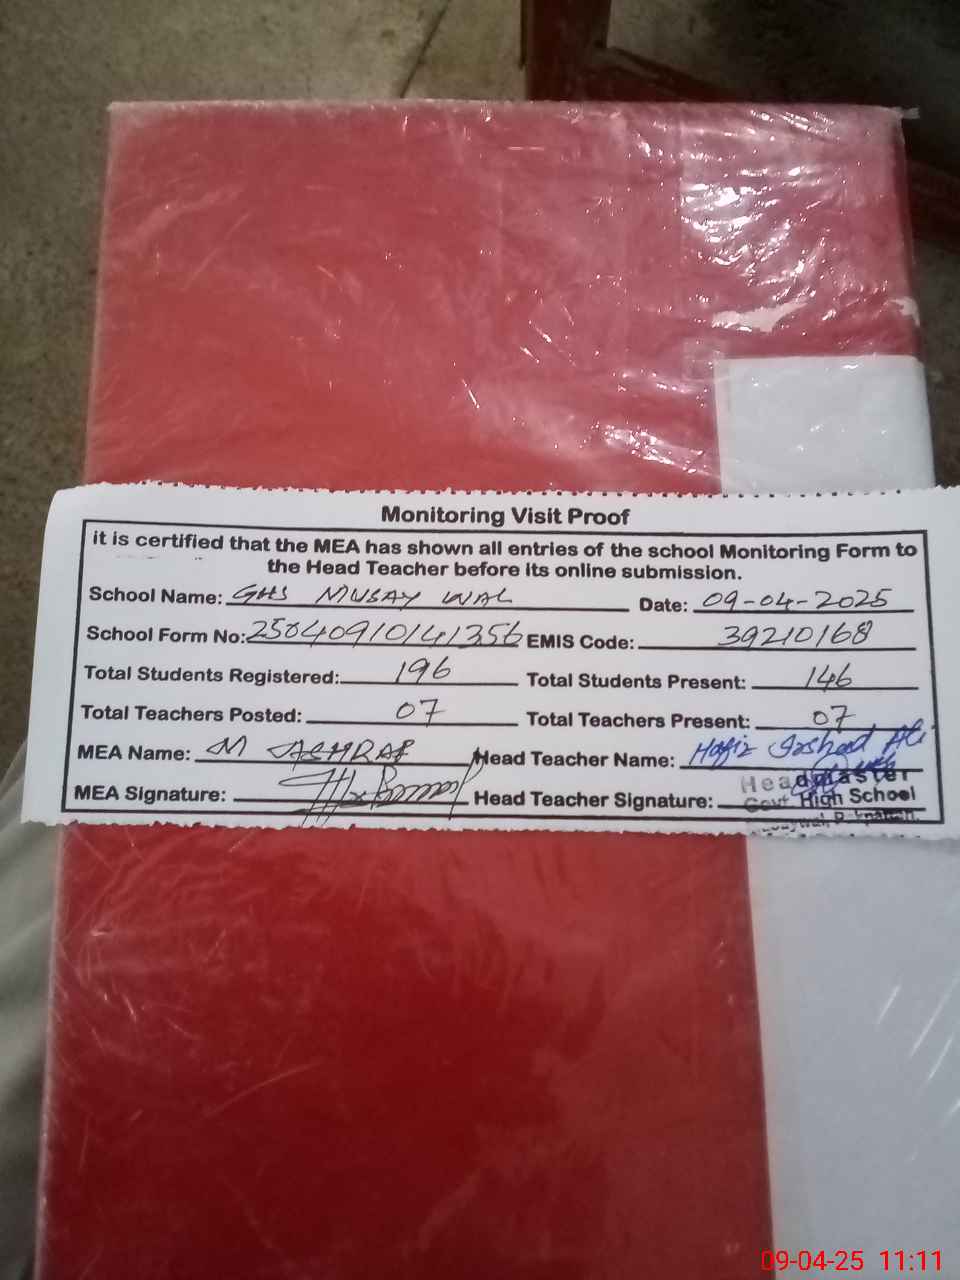 Monitoring Visit Proof
it is certified that the MEA has shown all entries of the school Monitoring Form to
the Head Teacher before its online submission.
School Name: GHS MUSAY WAL Date: 09-04-2025
School Form No: 25040910141356 EMIS Code: 39210168
Total Students Registered: 196 Total Students Present: 146
Total Teachers Posted: 07 Total Teachers Present: 07
MEA Name: M ASHRAF Head Teacher Name: Hafiz Irshad Ali
MEA Signature: Head Teacher Signature:
Headmaster
Govt High School
09-04-25 11:11